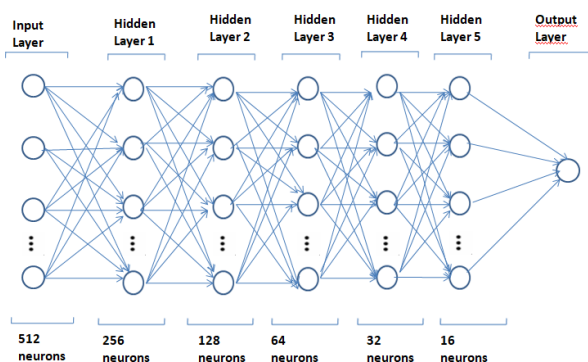 Input
Layer
Hidden
Layer 1
Hidden
Layer 2
Hidden
Layer 3
Hidden
Layer 4
Hidden
Layer 5
Output
Layer
512
neurons
256
neurons
128
neurons
64
neurons
32
neurons
16
neurons